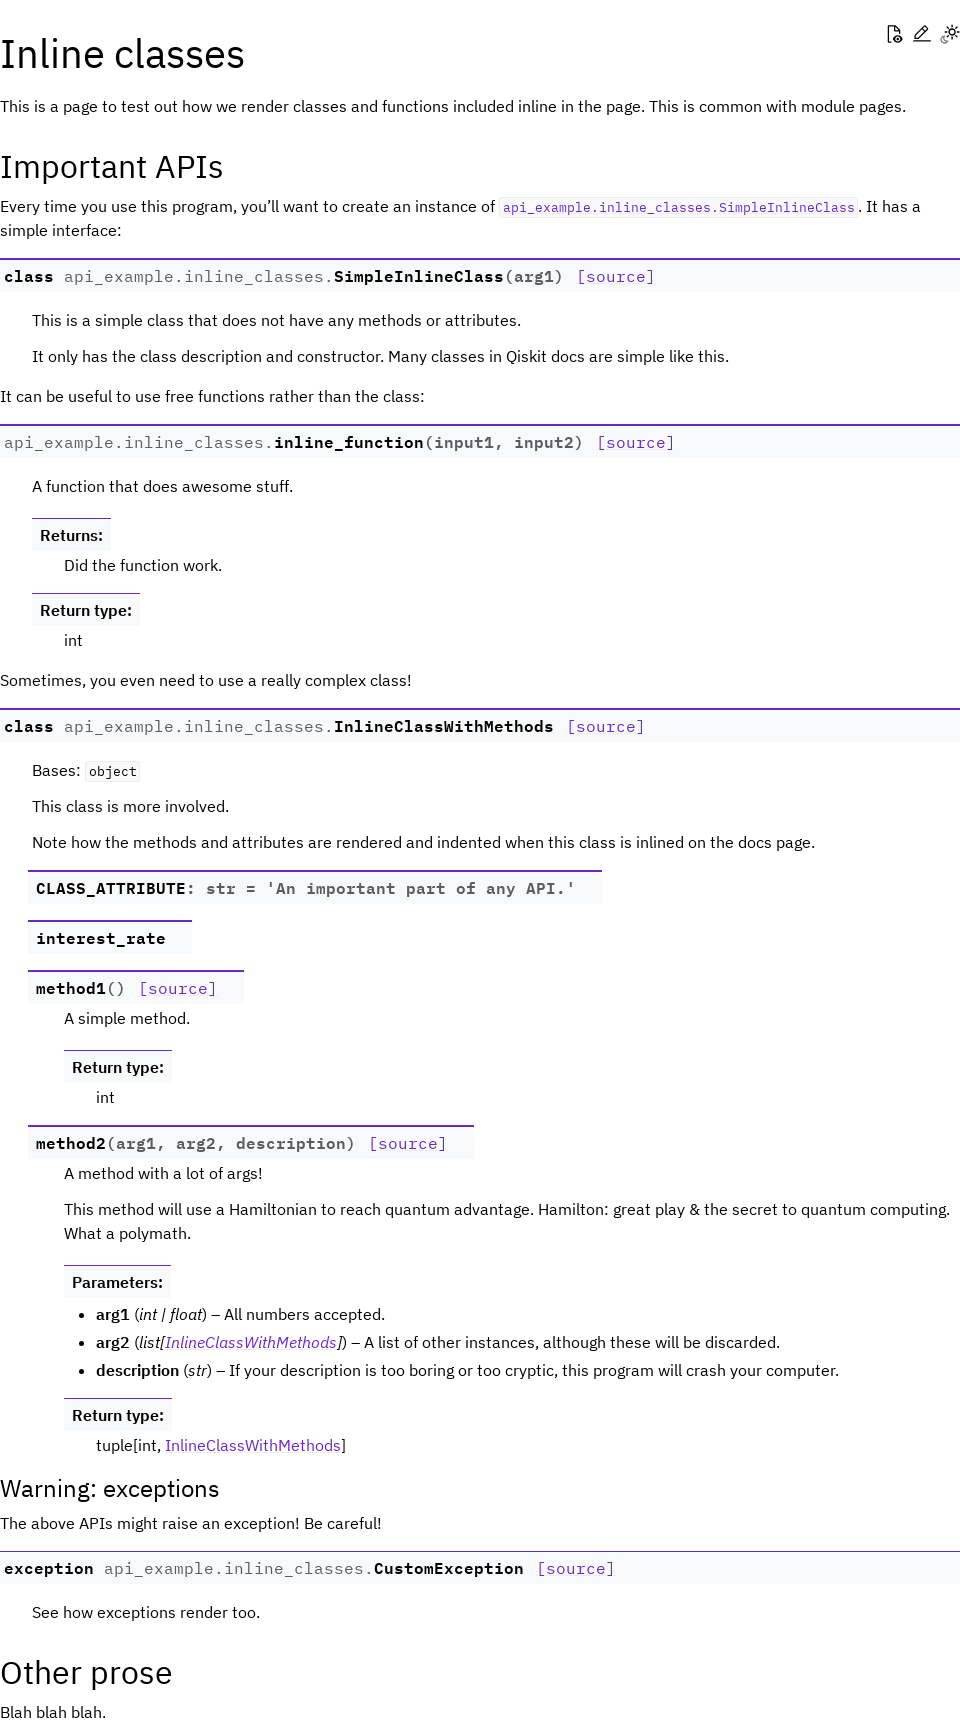 Inline classes
This is a page to test out how we render classes and functions included inline in the page. This is common with module pages.
Important APIs
Every time you use this program, you’ll want to create an instance of api_example.inline_classes.SimpleInlineClass. It has a
simple interface:
class api_example.inline_classes.SimpleInlineClass(arg1) [source]
This is a simple class that does not have any methods or attributes.
It only has the class description and constructor. Many classes in Qiskit docs are simple like this.
It can be useful to use free functions rather than the class:
api_example.inline_classes.inline_function(input1, input2) [source]
A function that does awesome stuff.
Returns:
Did the function work.
Return type:
int
Sometimes, you even need to use a really complex class!
class api_example.inline_classes.InlineClassWithMethods [source]
Bases: object
This class is more involved.
Note how the methods and attributes are rendered and indented when this class is inlined on the docs page.
CLASS_ATTRIBUTE: str = 'An important part of any API.'
interest_rate
method1() [source]
A simple method.
Return type:
int
method2(arg1, arg2, description) [source]
A method with a lot of args!
This method will use a Hamiltonian to reach quantum advantage. Hamilton: great play & the secret to quantum computing.
What a polymath.
Parameters:
• arg1 (int | float) – All numbers accepted.
• arg2 (list[InlineClassWithMethods]) – A list of other instances, although these will be discarded.
• description (str) – If your description is too boring or too cryptic, this program will crash your computer.
Return type:
tuple[int, InlineClassWithMethods]
Warning: exceptions
The above APIs might raise an exception! Be careful!
exception api_example.inline_classes.CustomException [source]
See how exceptions render too.
Other prose
Blah blah blah.